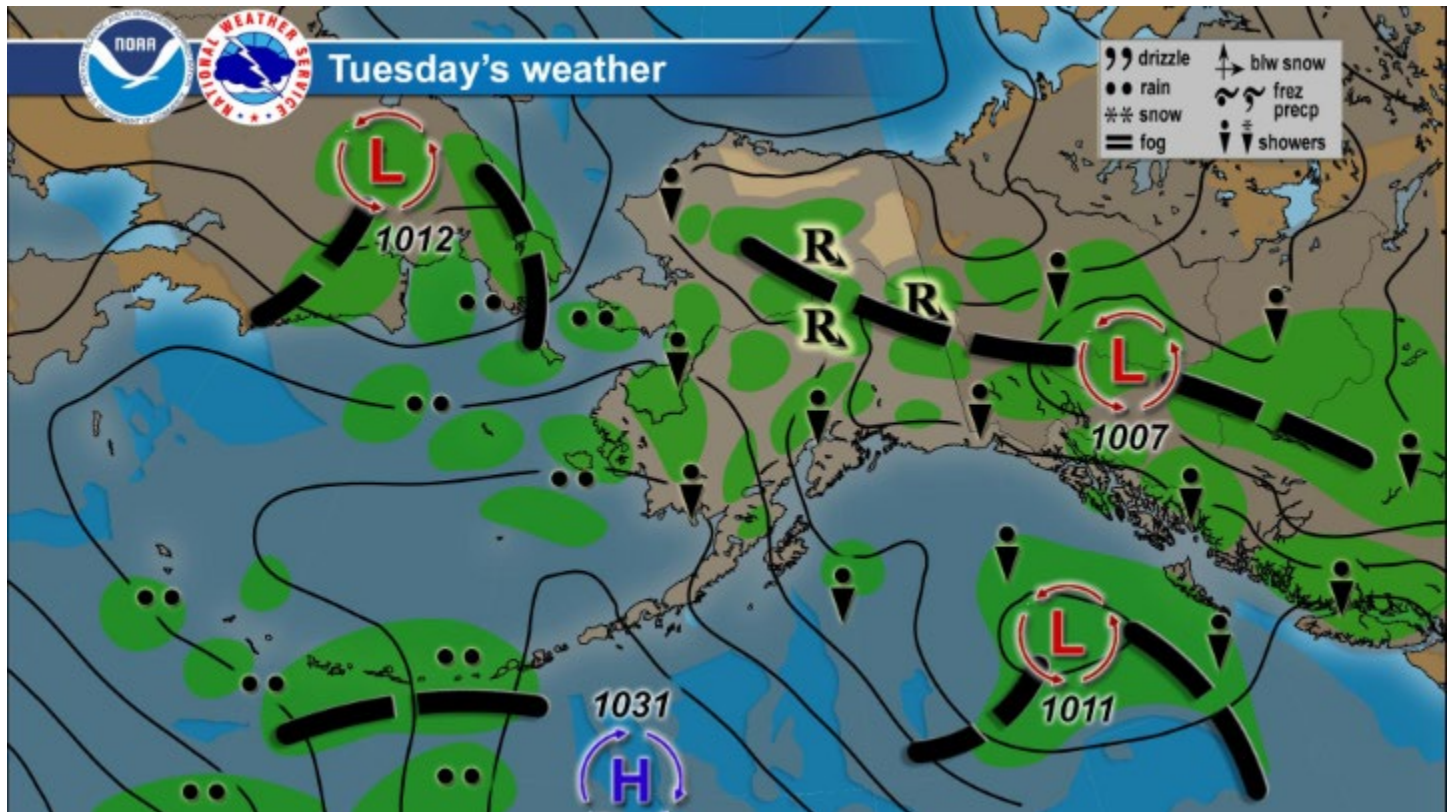 NOAA
NATIONAL WEATHER SERVICE
Tuesday's weather
drizzle
rain
snow
fog
blw snow
frez
precp
showers
L
1012
R
R
R
L
1007
L
1011
1031
H